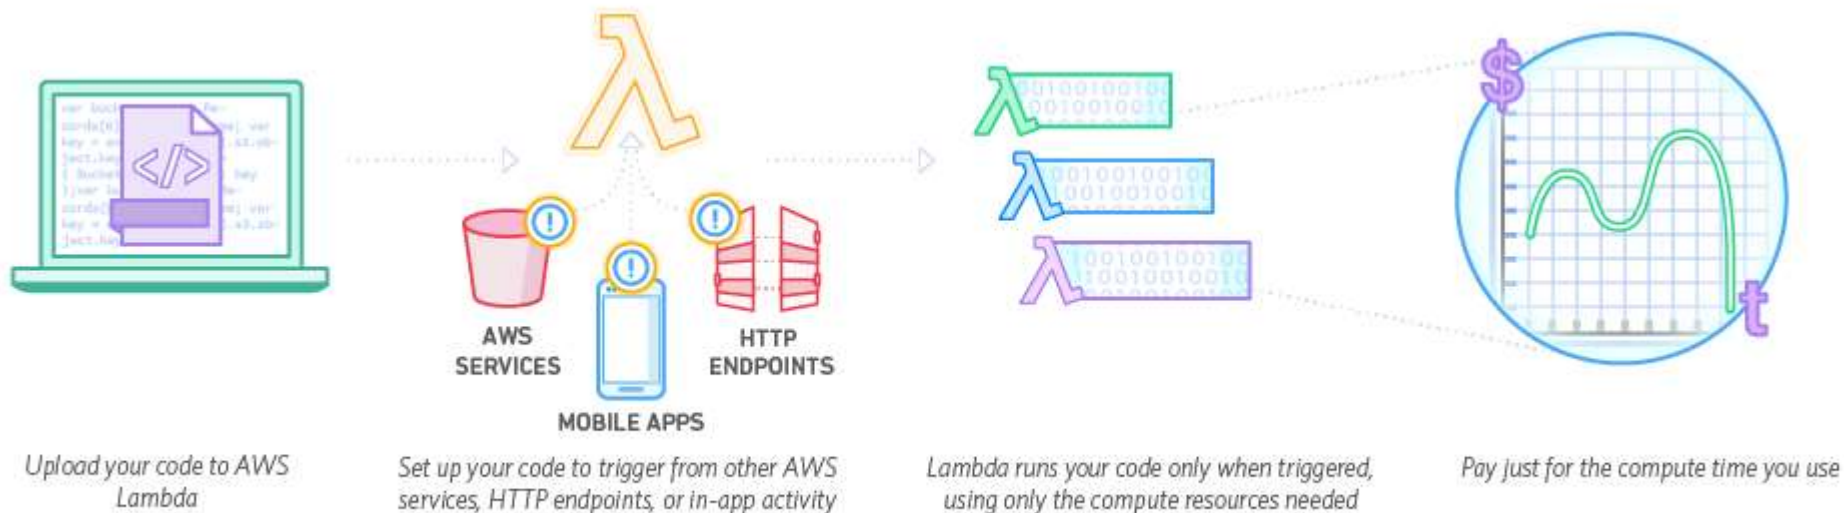 </>
λ
$
t
AWS
SERVICES
MOBILE APPS
HTTP
ENDPOINTS
Upload your code to AWS
Lambda
Set up your code to trigger from other AWS
services, HTTP endpoints, or in-app activity
Lambda runs your code only when triggered,
using only the compute resources needed
Pay just for the compute time you use